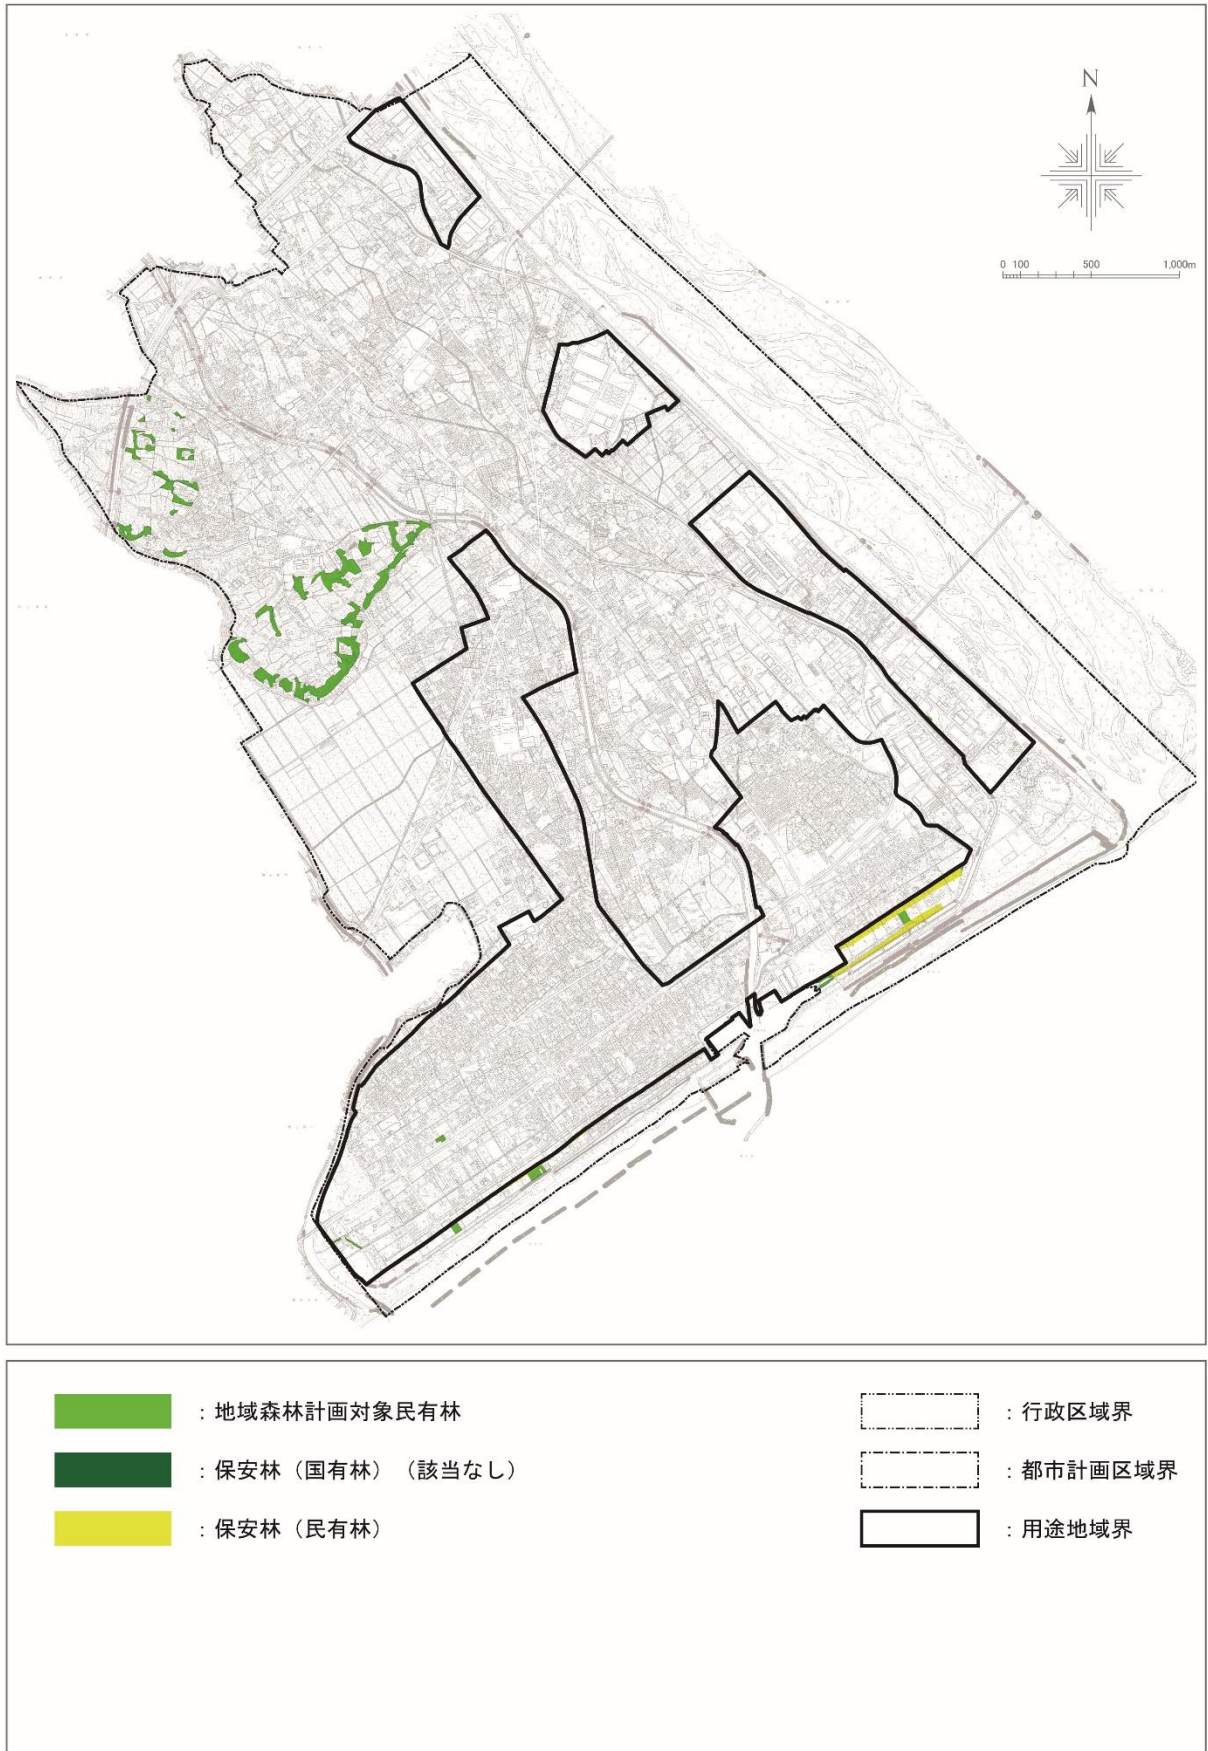 N
0 100 500 1,000m
：地域森林計画対象民有林
：保安林（国有林）（該当なし）
：保安林（民有林）
：行政区域界
：都市計画区域界
：用途地域界